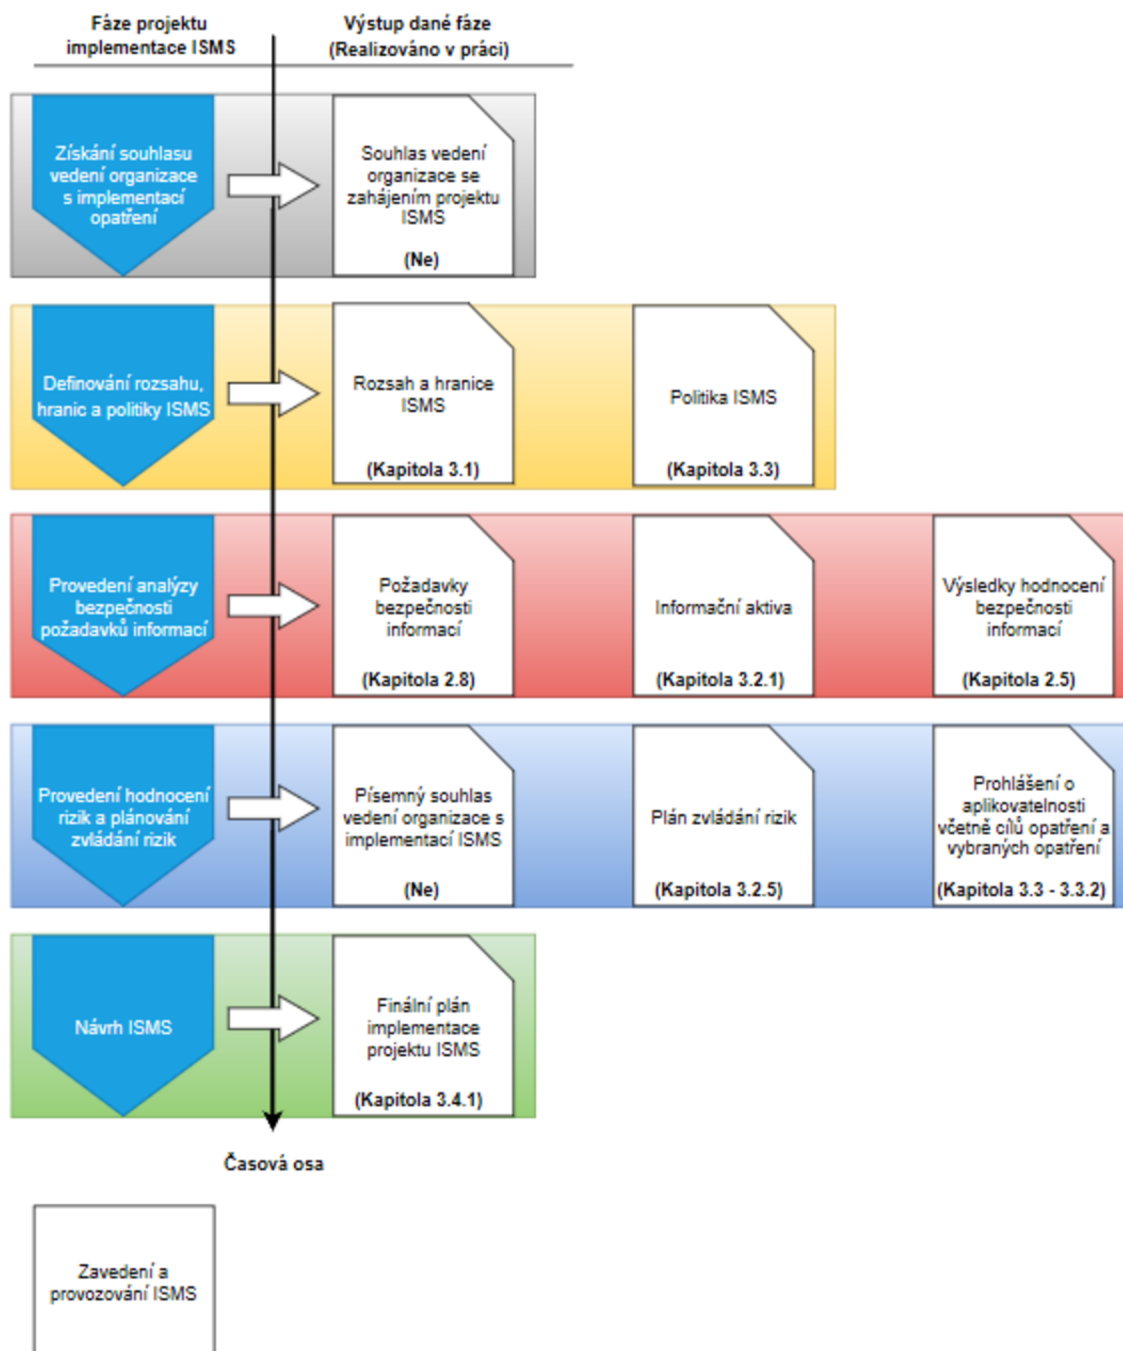 Fáze projektu
implementace ISMS
Výstup dané fáze
(Realizováno v práci)
Získání souhlasu
vedení organizace
s implementací
opatření
Souhlas vedení
organizace se
zahájením projektu
ISMS
(Ne)
Definování rozsahu,
hranic a politiky ISMS
Rozsah a hranice
ISMS
(Kapitola 3.1)
Politika ISMS
(Kapitola 3.3)
Provedení analýzy
bezpečnosti
požadavků informací
Požadavky
bezpečnosti
informací
(Kapitola 2.8)
Informační aktiva
(Kapitola 3.2.1)
Výsledky hodnocení
bezpečnosti
informací
(Kapitola 2.5)
Provedení hodnocení
rizik a plánování
zvládání rizik
Písemný souhlas
vedení organizace s
implementací ISMS
(Ne)
Plán zvládání rizik
(Kapitola 3.2.5)
Prohlášení o
aplikovatelnosti
včetně cílů opatření a
vybraných opatření
(Kapitola 3.3 - 3.3.2)
Návrh ISMS
Finální plán
implementace
projektu ISMS
(Kapitola 3.4.1)
Časová osa
Zavedení a
provozování ISMS